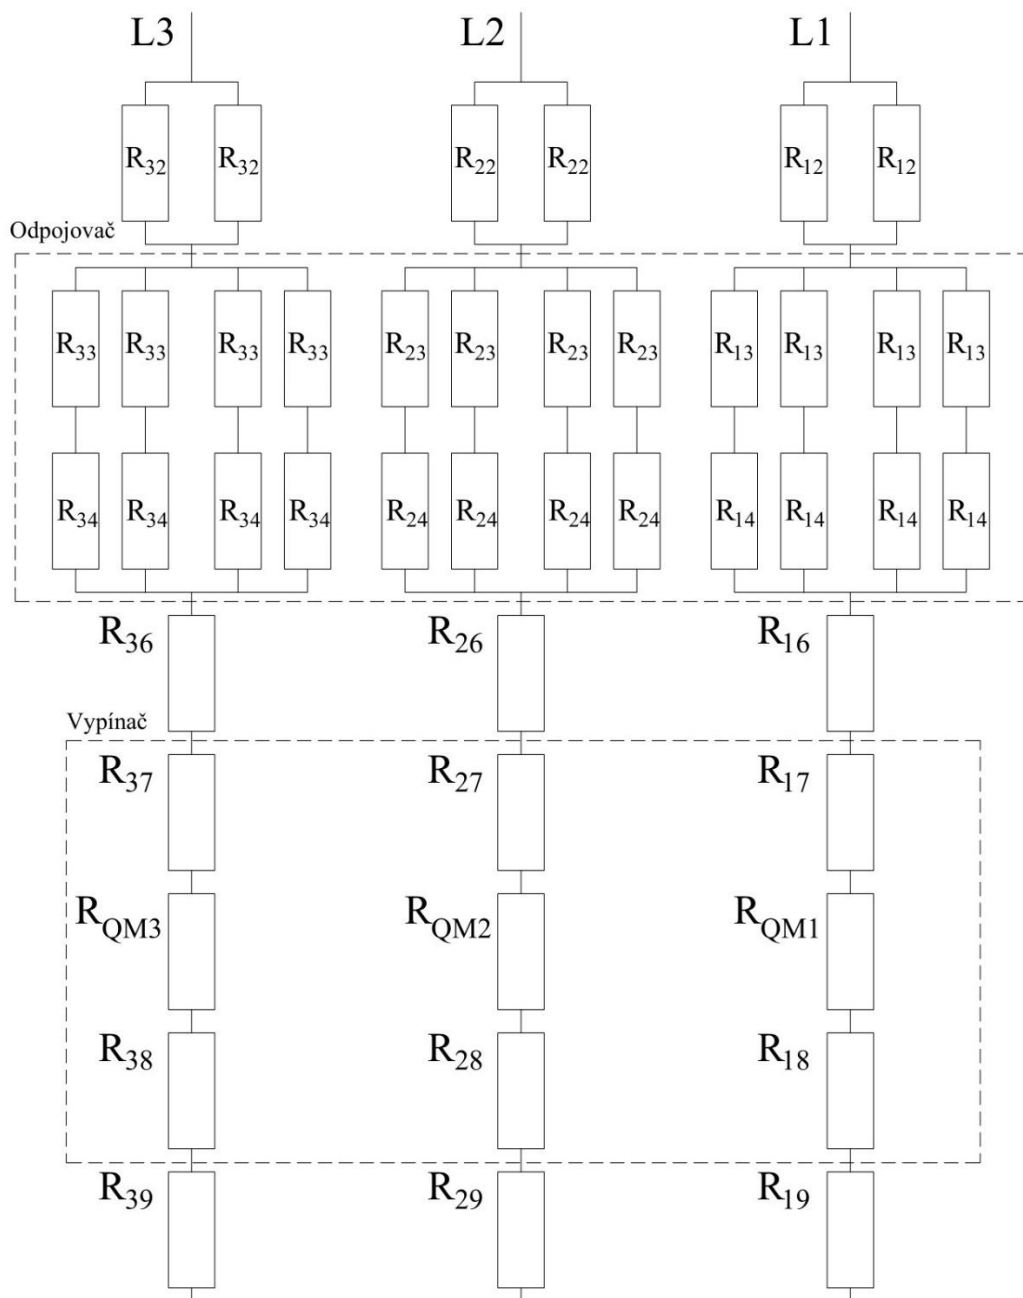 L3 L2 L1
R32 R32 R22 R22 R12 R12
Odpojovač
R33 R33 R33 R33 R23 R23 R23 R23 R13 R13 R13 R13
R34 R34 R34 R34 R24 R24 R24 R24 R14 R14 R14 R14
R36 R26 R16
Vypínač
R37 R27 R17
RQM3 RQM2 RQM1
R38 R28 R18
R39 R29 R19